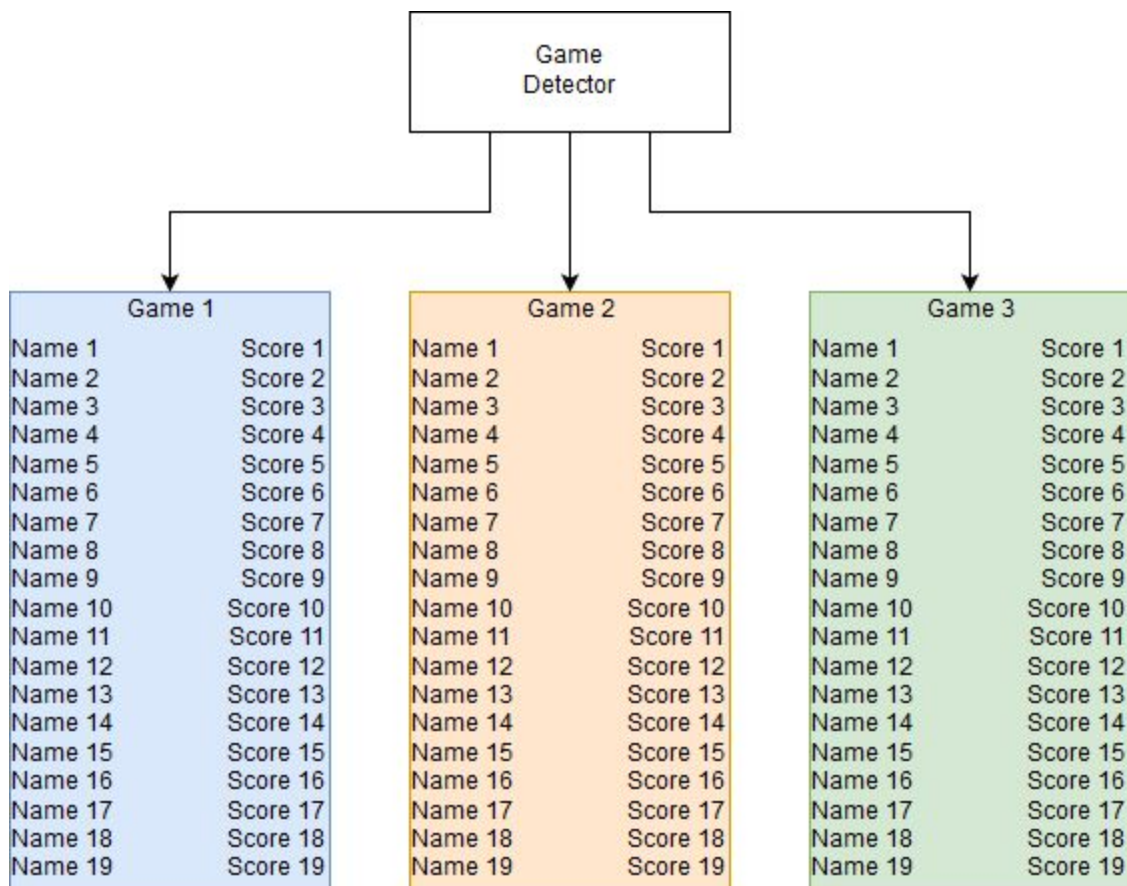 Game
Detector
Game 1
Name 1 Score 1
Name 2 Score 2
Name 3 Score 3
Name 4 Score 4
Name 5 Score 5
Name 6 Score 6
Name 7 Score 7
Name 8 Score 8
Name 9 Score 9
Name 10 Score 10
Name 11 Score 11
Name 12 Score 12
Name 13 Score 13
Name 14 Score 14
Name 15 Score 15
Name 16 Score 16
Name 17 Score 17
Name 18 Score 18
Name 19 Score 19
Game 2
Name 1 Score 1
Name 2 Score 2
Name 3 Score 3
Name 4 Score 4
Name 5 Score 5
Name 6 Score 6
Name 7 Score 7
Name 8 Score 8
Name 9 Score 9
Name 10 Score 10
Name 11 Score 11
Name 12 Score 12
Name 13 Score 13
Name 14 Score 14
Name 15 Score 15
Name 16 Score 16
Name 17 Score 17
Name 18 Score 18
Name 19 Score 19
Game 3
Name 1 Score 1
Name 2 Score 2
Name 3 Score 3
Name 4 Score 4
Name 5 Score 5
Name 6 Score 6
Name 7 Score 7
Name 8 Score 8
Name 9 Score 9
Name 10 Score 10
Name 11 Score 11
Name 12 Score 12
Name 13 Score 13
Name 14 Score 14
Name 15 Score 15
Name 16 Score 16
Name 17 Score 17
Name 18 Score 18
Name 19 Score 19